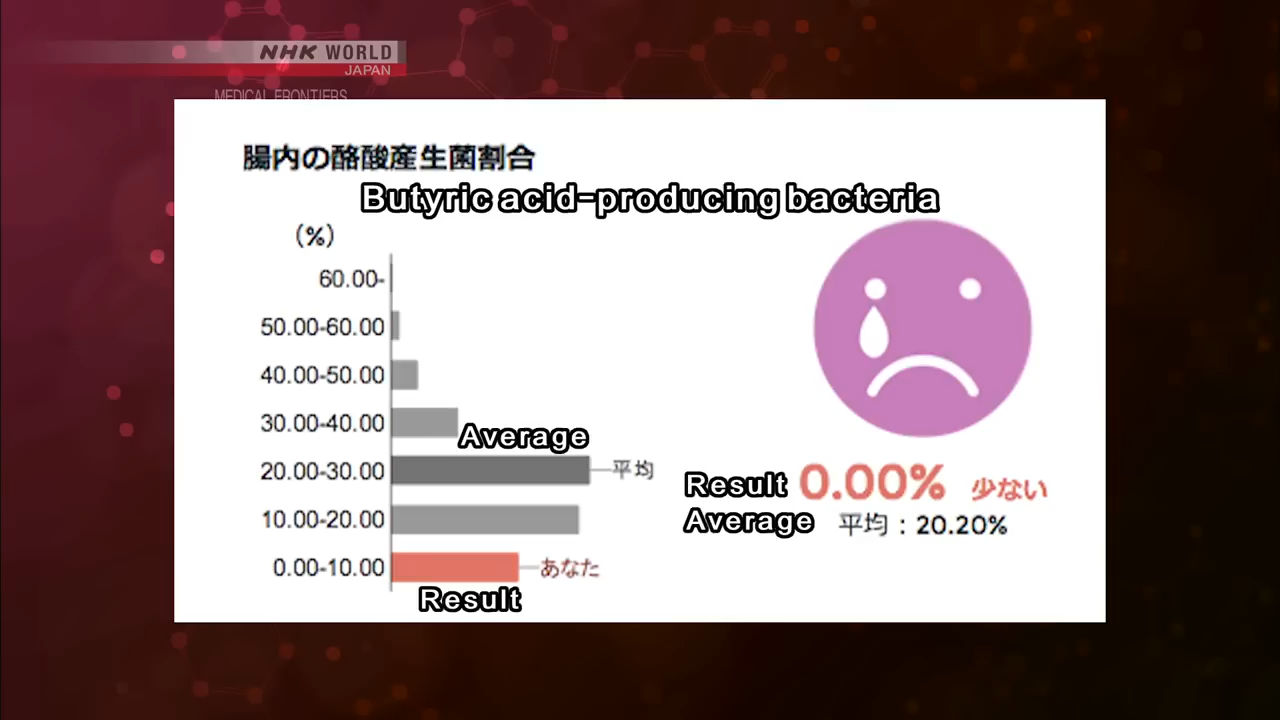 NHK WORLD
JAPAN
MEDICAL FRONTIERS
腸内の酪酸産生菌割合
Butyric acid-producing bacteria
(%)
60.00-
50.00-60.00
40.00-50.00
30.00-40.00
Average
20.00-30.00 平均
10.00-20.00
0.00-10.00 あなた
Result
Result 0.00% 少ない
Average 平均：20.20%